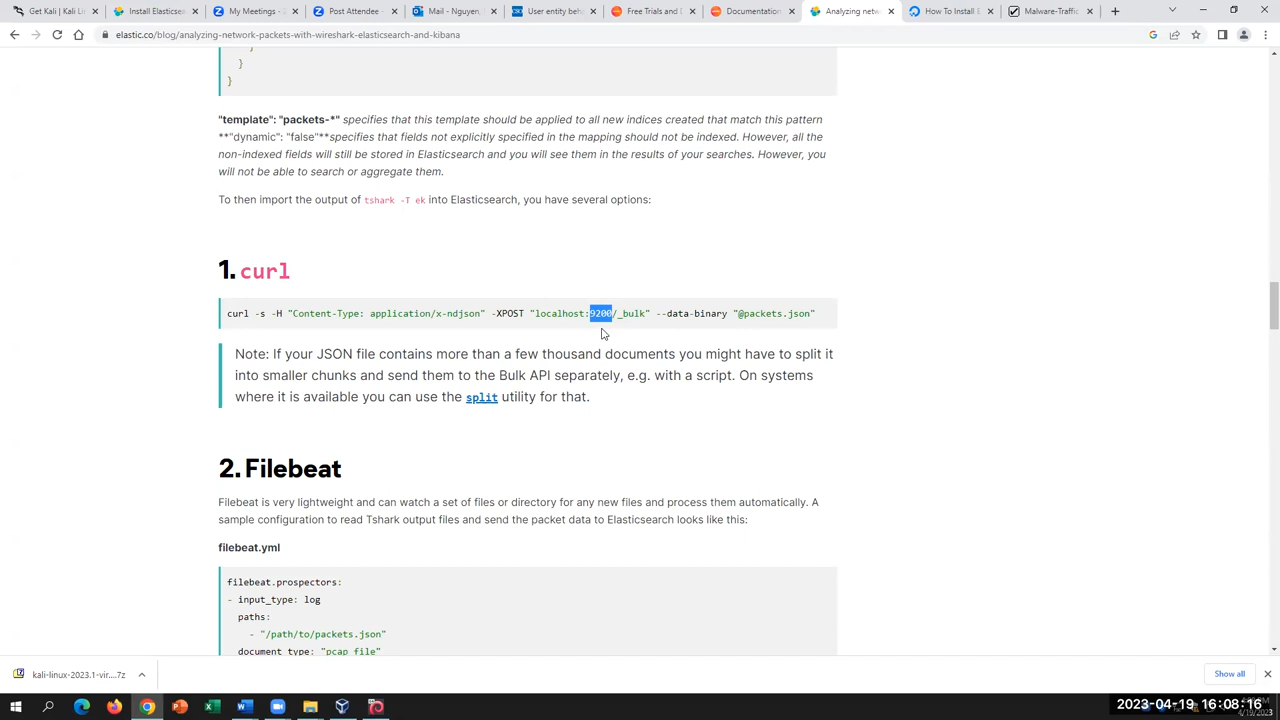 Get Kali | Kali Lin
Install Elasticsea
My Meetings - Z
Post Attendee -
Mail - Nguyen,
User entity beha
Free Trials and D
Documentation
Analyzing netwo
How To Install E
Malware-Traffic
elastic.co/blog/analyzing-network-packets-with-wireshark-elasticsearch-and-kibana
}
}
}
"template": "packets-*" specifies that this template should be applied to all new indices created that match this pattern
**"dynamic": "false"**specifies that fields not explicitly specified in the mapping should not be indexed. However, all the
non-indexed fields will still be stored in Elasticsearch and you will see them in the results of your searches. However, you
will not be able to search or aggregate them.
To then import the output of tshark -T ek into Elasticsearch, you have several options:
1. curl
curl -s -H "Content-Type: application/x-ndjson" -XPOST "localhost:9200/_bulk" --data-binary "@packets.json"
Note: If your JSON file contains more than a few thousand documents you might have to split it
into smaller chunks and send them to the Bulk API separately, e.g. with a script. On systems
where it is available you can use the split utility for that.
2. Filebeat
Filebeat is very lightweight and can watch a set of files or directory for any new files and process them automatically. A
sample configuration to read Tshark output files and send the packet data to Elasticsearch looks like this:
filebeat.yml
filebeat.prospectors:
- input_type: log
paths:
- "/path/to/packets.json"
document_type: "pcap_file"
kali-linux-2023.1-vir....7z
Show all
2023-04-19 16:08:16